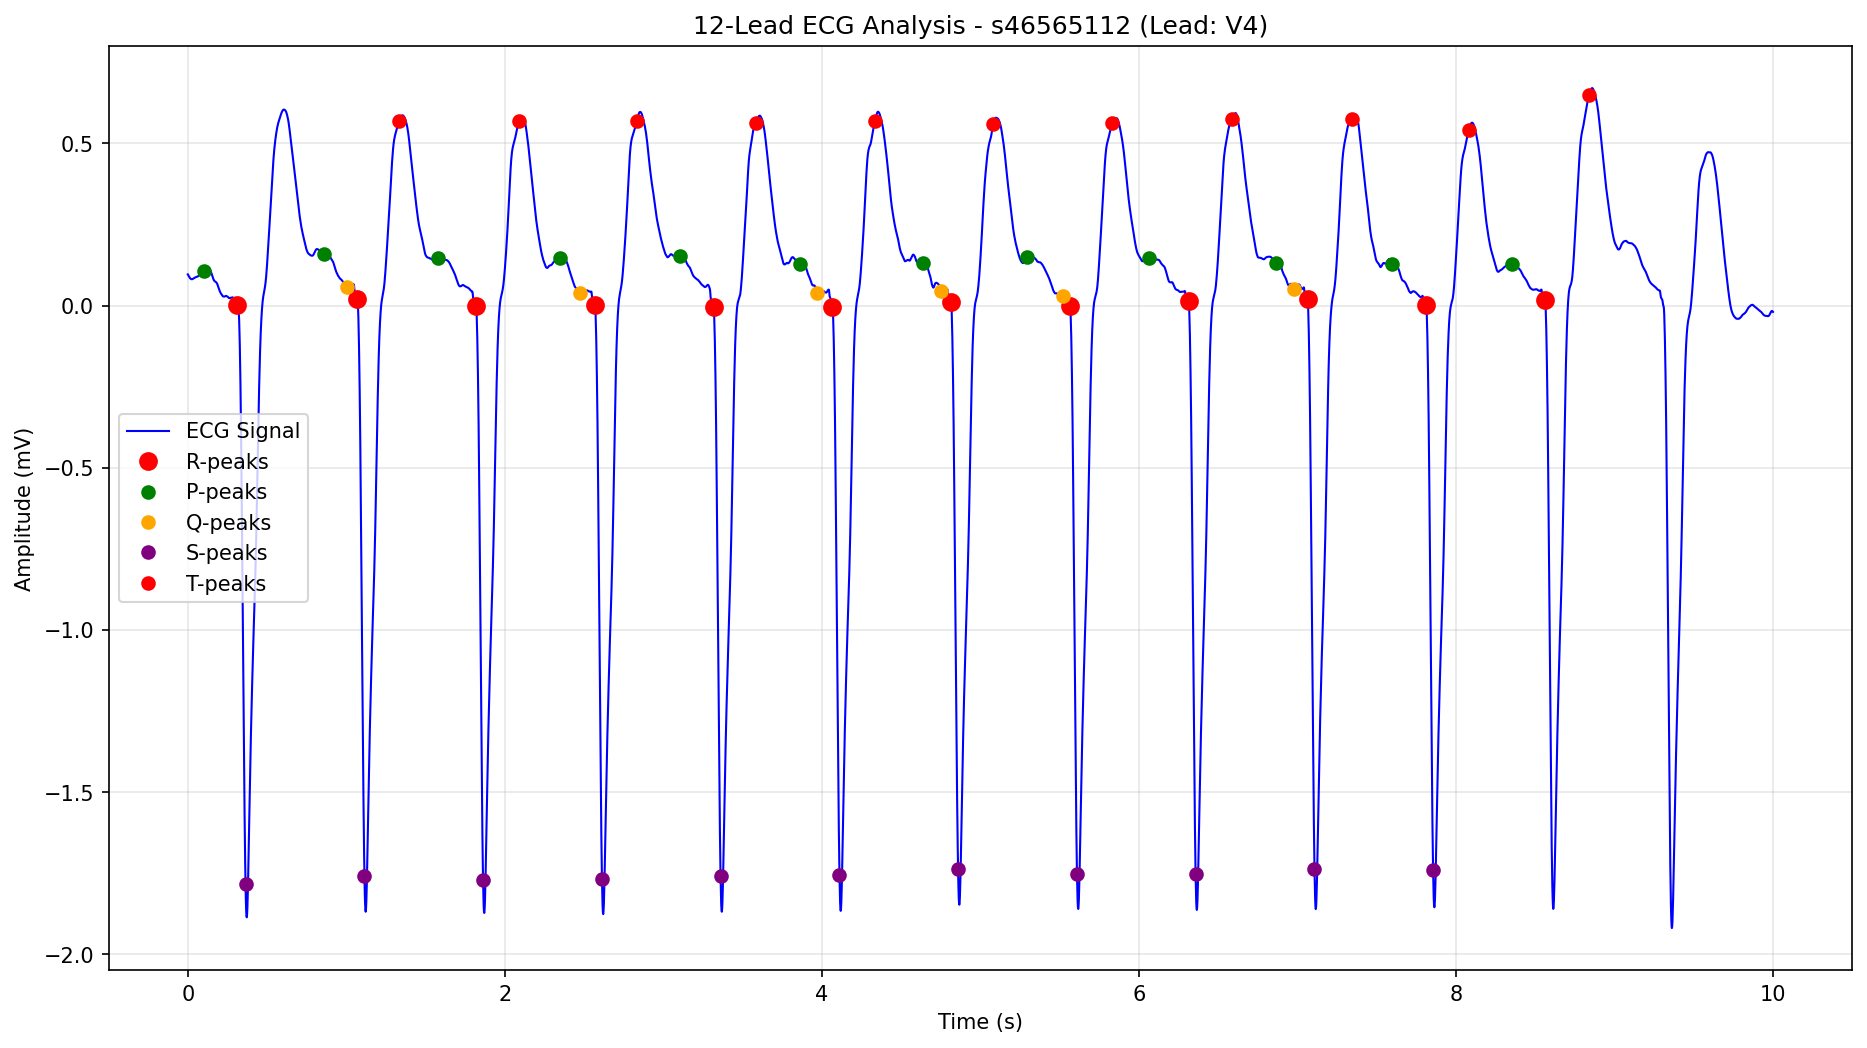 12-Lead ECG Analysis - s46565112 (Lead: V4)
Amplitude (mV)
0.5
0.0
−0.5
−1.0
−1.5
−2.0
ECG Signal
R-peaks
P-peaks
Q-peaks
S-peaks
T-peaks
0 2 4 6 8 10
Time (s)